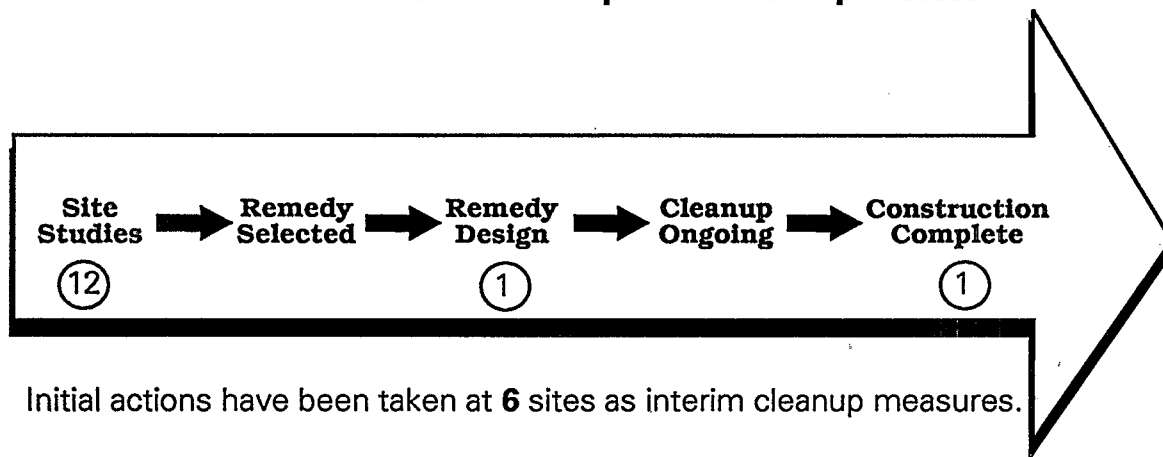 Site
Studies
12
Remedy
Selected
Remedy
Design
1
Cleanup
Ongoing
Construction
Complete
1
Initial actions have been taken at 6 sites as interim cleanup measures.